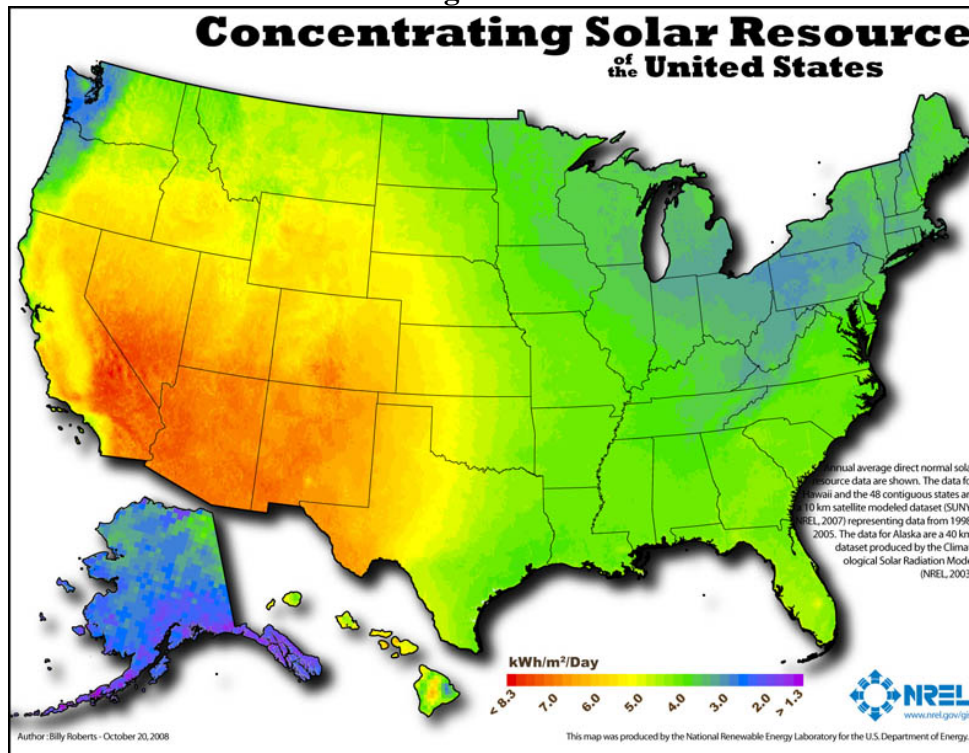 Concentrating Solar Resource
of
the United States
Annual average direct normal sola
resource data are shown. The data fo
Hawaii and the 48 contiguous states ar
a 10 km satellite modeled dataset (SUNY
NREL, 2007) representing data from 1998
2005. The data for Alaska are a 40 km
dataset produced by the Clima
ological Solar Radiation Mode
(NREL, 2003
kWh/m²/Day
< 8.3
7.0
6.0
5.0
4.0
3.0
2.0
> 1.3
NREL
www.nrel.gov/gi
Author : Billy Roberts - October 20, 2008
This map was produced by the National Renewable Energy Laboratory for the U.S. Department of Energy.